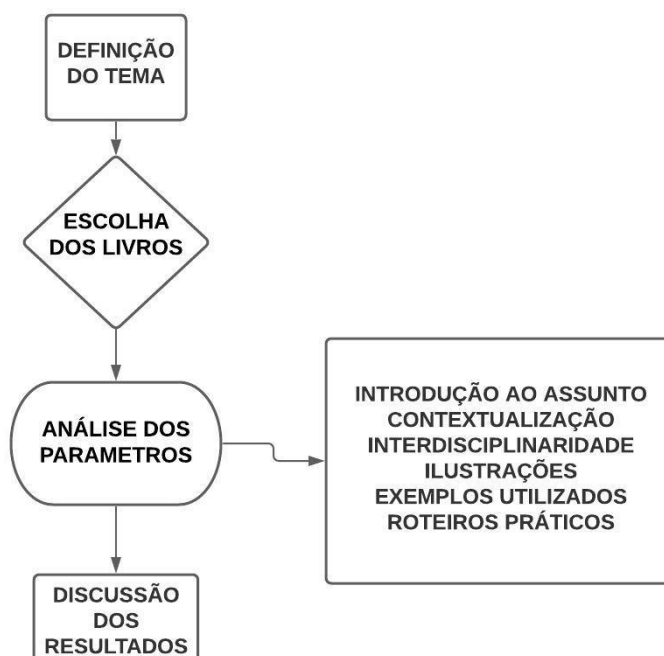 DEFINIÇÃO
DO TEMA
ESCOLHA
DOS LIVROS
ANÁLISE DOS
PARAMETROS
INTRODUÇÃO AO ASSUNTO
CONTEXTUALIZAÇÃO
INTERDISCIPLINARIDADE
ILUSTRAÇÕES
EXEMPLOS UTILIZADOS
ROTEIROS PRÁTICOS
DISCUSSÃO
DOS
RESULTADOS